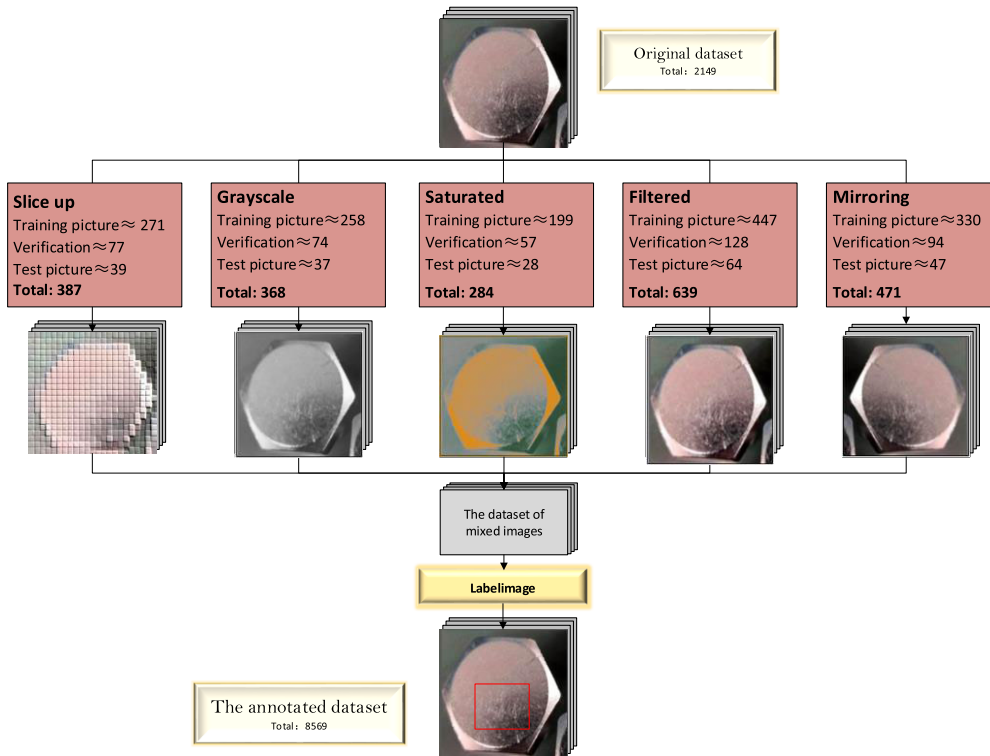 Original dataset
Total：2149
Slice up
Training picture≈ 271
Verification≈77
Test picture≈39
Total: 387
Grayscale
Training picture≈258
Verification≈74
Test picture≈37
Total: 368
Saturated
Training picture≈199
Verification≈57
Test picture≈28
Total: 284
Filtered
Training picture≈447
Verification≈128
Test picture≈64
Total: 639
Mirroring
Training picture≈330
Verification≈94
Test picture≈47
Total: 471
The dataset of
mixed images
Labelimage
The annotated dataset
Total：8569